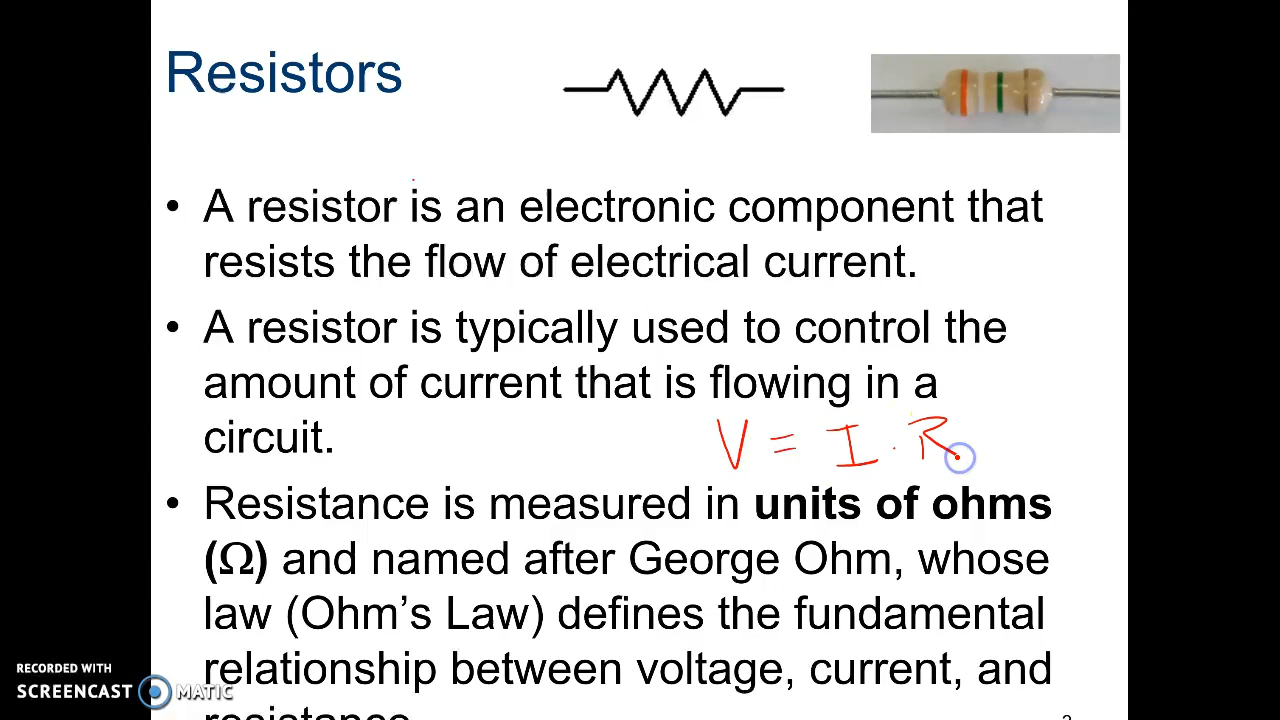 Resistors
• A resistor is an electronic component that
resists the flow of electrical current.
• A resistor is typically used to control the
amount of current that is flowing in a
circuit.
V = I . R
• Resistance is measured in units of ohms
(Ω) and named after George Ohm, whose
law (Ohm’s Law) defines the fundamental
relationship between voltage, current, and
resistance
RECORDED WITH
SCREENCAST MATIC